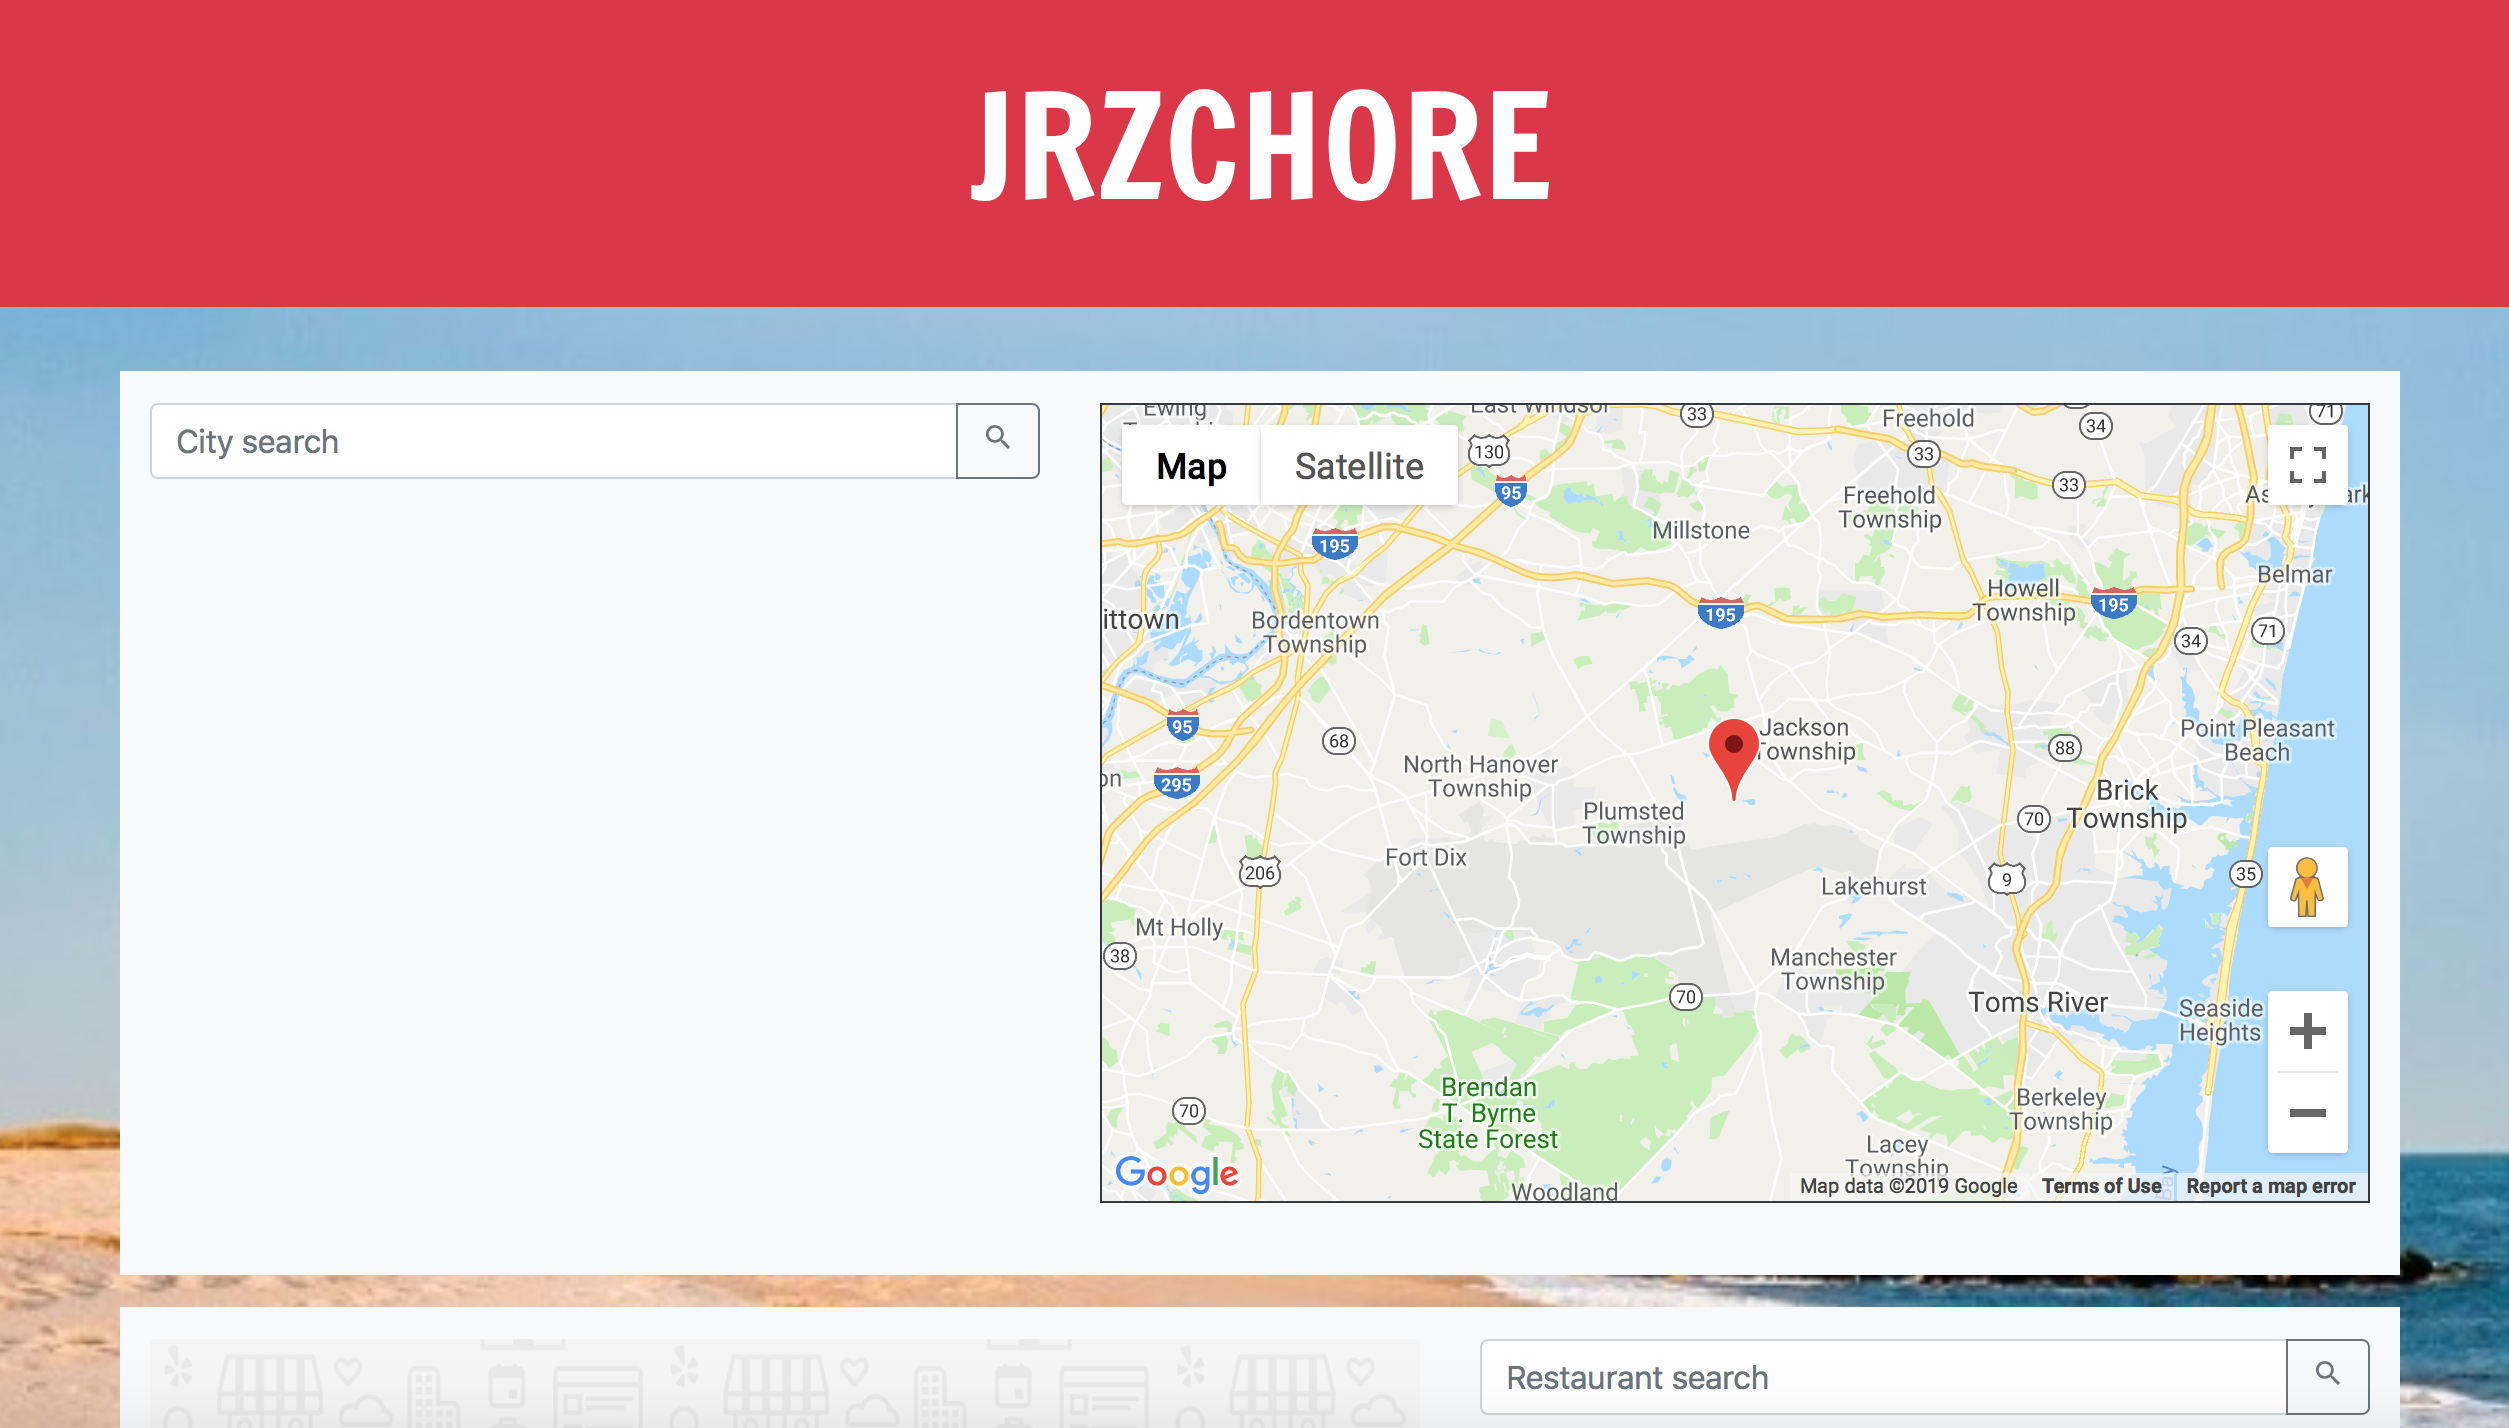 JRZCHORE
City search
Map
Satellite
Ewing
East Windsor
130
95
33
Freehold
33
34
71
33
Freehold
Township
Millstone
195
195
Howell
Township
195
Belmar
ittown
Bordentown
Township
34
71
95
295
68
North Hanover
Township
Jackson
Township
88
Point Pleasant
Beach
Brick
Township
70
Plumsted
Township
Fort Dix
206
Lakehurst
9
35
Mt Holly
38
Manchester
Township
70
Toms River
Seaside
Heights
Brendan
T. Byrne
State Forest
70
Berkeley
Township
Lacey
Township
Woodland
Google
Map data ©2019 Google
Terms of Use
Report a map error
Restaurant search